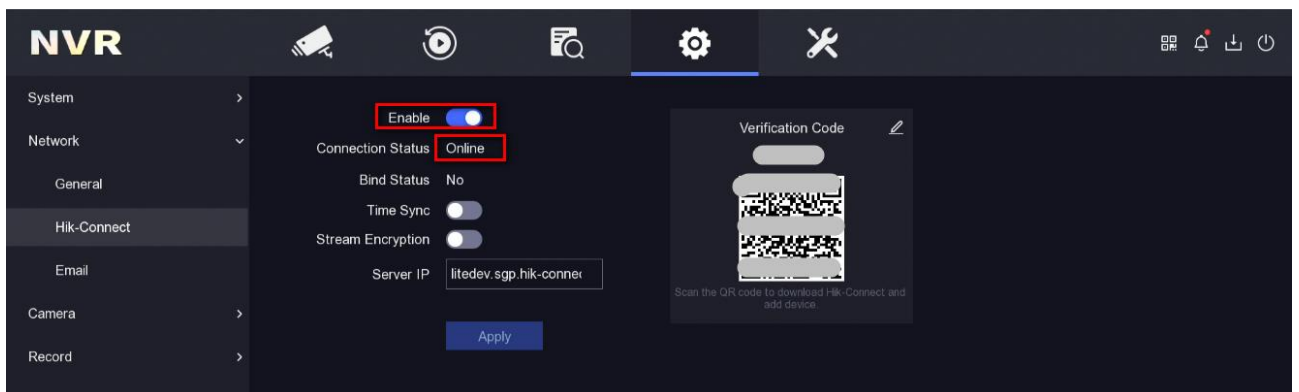 NVR
System
Network
General
Hik-Connect
Email
Camera
Record
Enable
Connection Status Online
Bind Status No
Time Sync
Stream Encryption
Server IP litedev.sgp.hik-connec
Apply
Verification Code
Scan the QR code to download Hik-Connect and
add device.